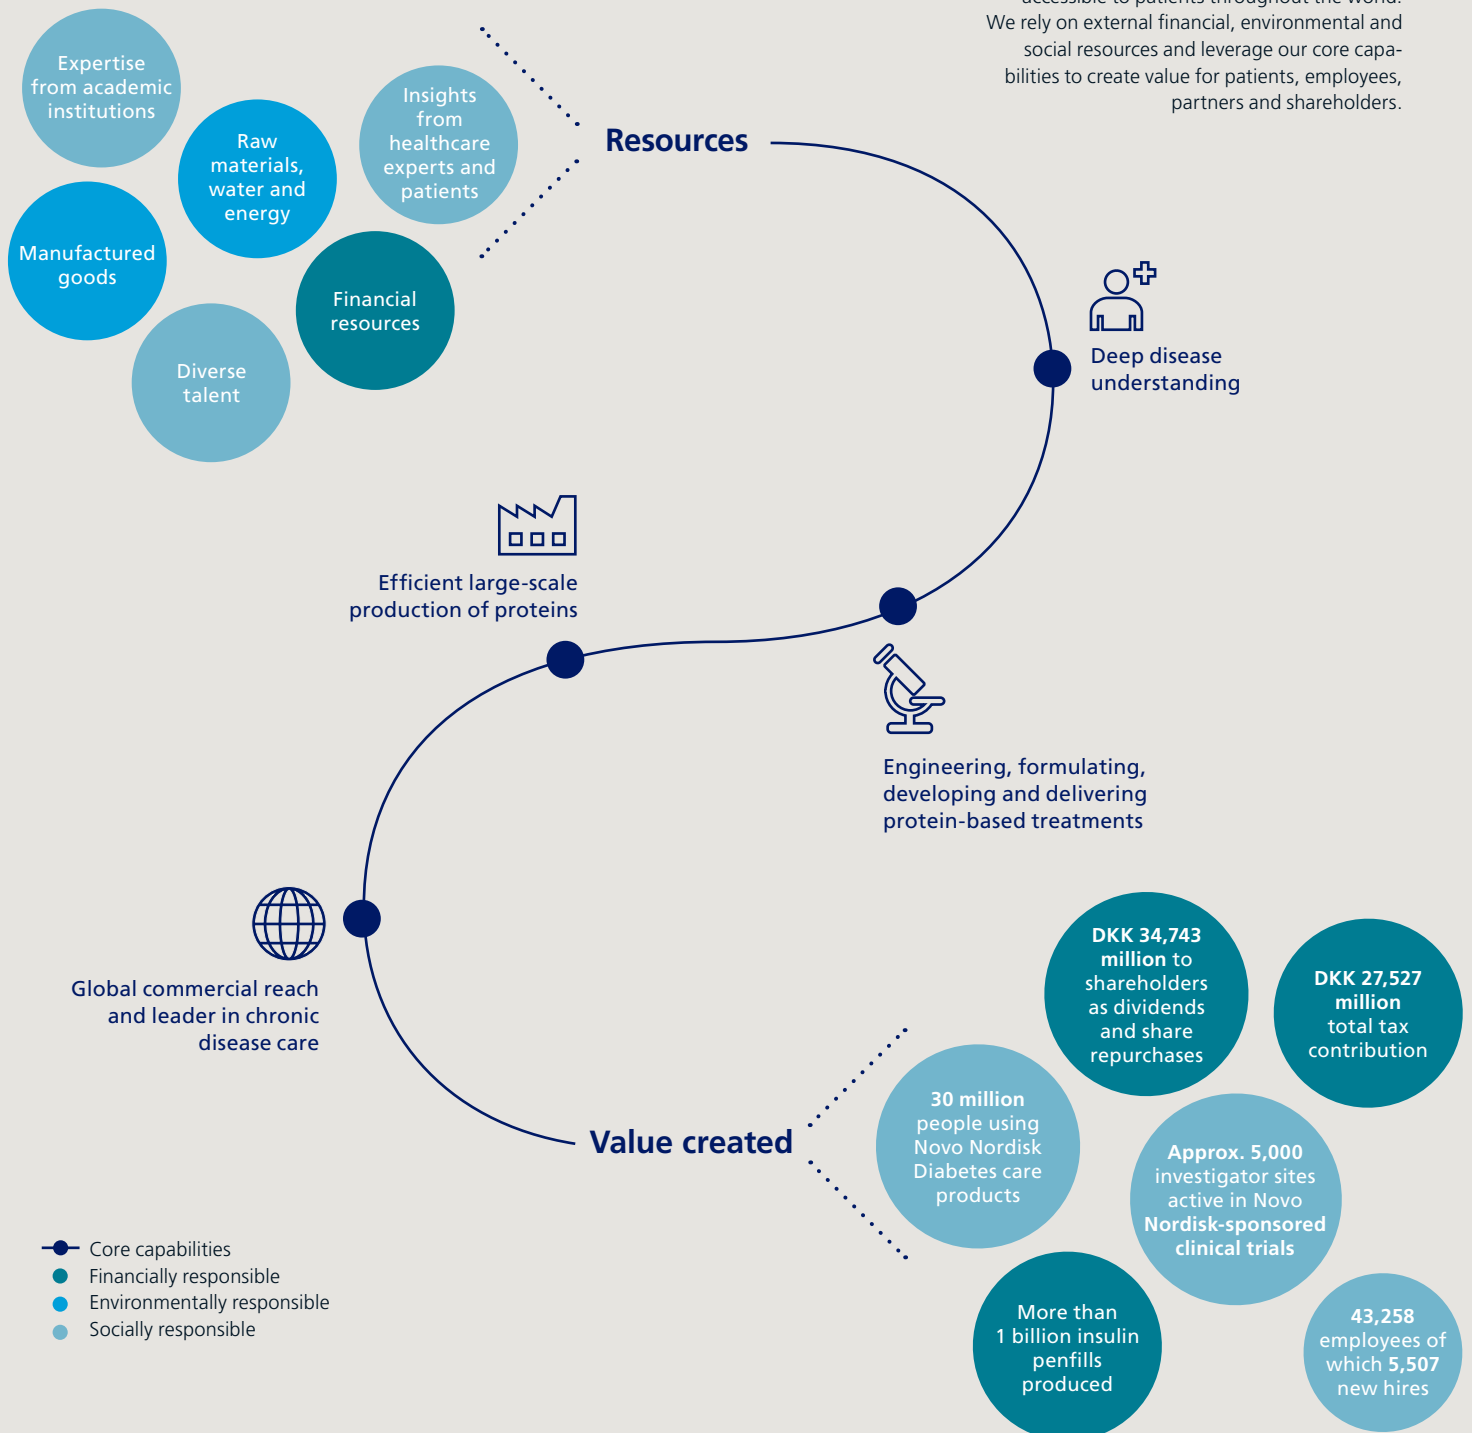 accessible to patients throughout the world.
We rely on external financial, environmental and
social resources and leverage our core capa-
bilities to create value for patients, employees,
partners and shareholders.
Expertise
from academic
institutions
Raw
materials,
water and
energy
Insights
from
healthcare
experts and
patients
Manufactured
goods
Financial
resources
Diverse
talent
Resources
Deep disease
understanding
Efficient large-scale
production of proteins
Engineering, formulating,
developing and delivering
protein-based treatments
Global commercial reach
and leader in chronic
disease care
Value created
DKK 34,743
million to
shareholders
as dividends
and share
repurchases
DKK 27,527
million
total tax
contribution
30 million
people using
Novo Nordisk
Diabetes care
products
Approx. 5,000
investigator sites
active in Novo
Nordisk-sponsored
clinical trials
More than
1 billion insulin
penfills
produced
43,258
employees of
which 5,507
new hires
Core capabilities
Financially responsible
Environmentally responsible
Socially responsible